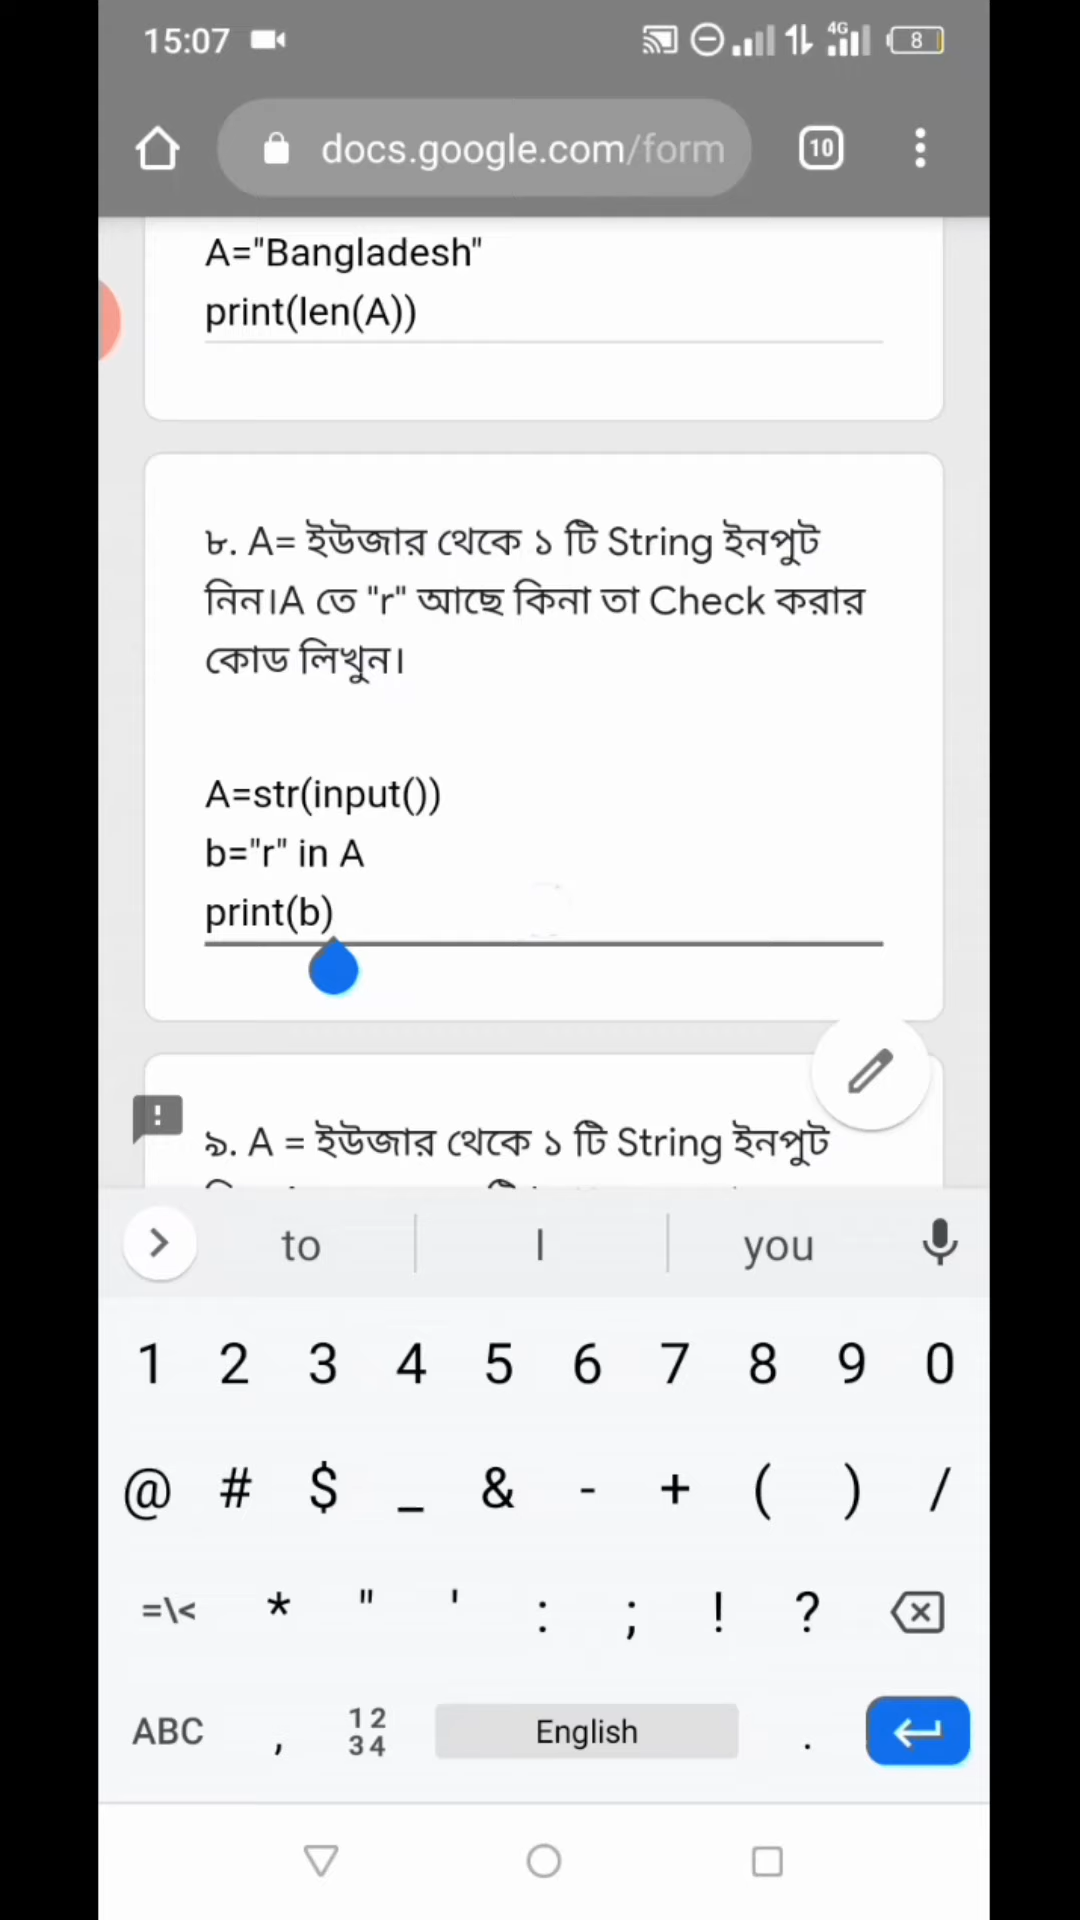 15:07
4G
8
docs.google.com/form
10
A="Bangladesh"
print(len(A))
৮. A= ইউজার থেকে ১ টি String ইনপুট
নিন।A তে "r" আছে কিনা তা Check করার
কোড লিখুন।
A=str(input())
b="r" in A
print(b)
৯. A = ইউজার থেকে ১ টি String ইনপুট
to I you
1 2 3 4 5 6 7 8 9 0
@ # $ _ & - + ( ) /
=\< * " ' : ; ! ?
ABC , 12 34 English .